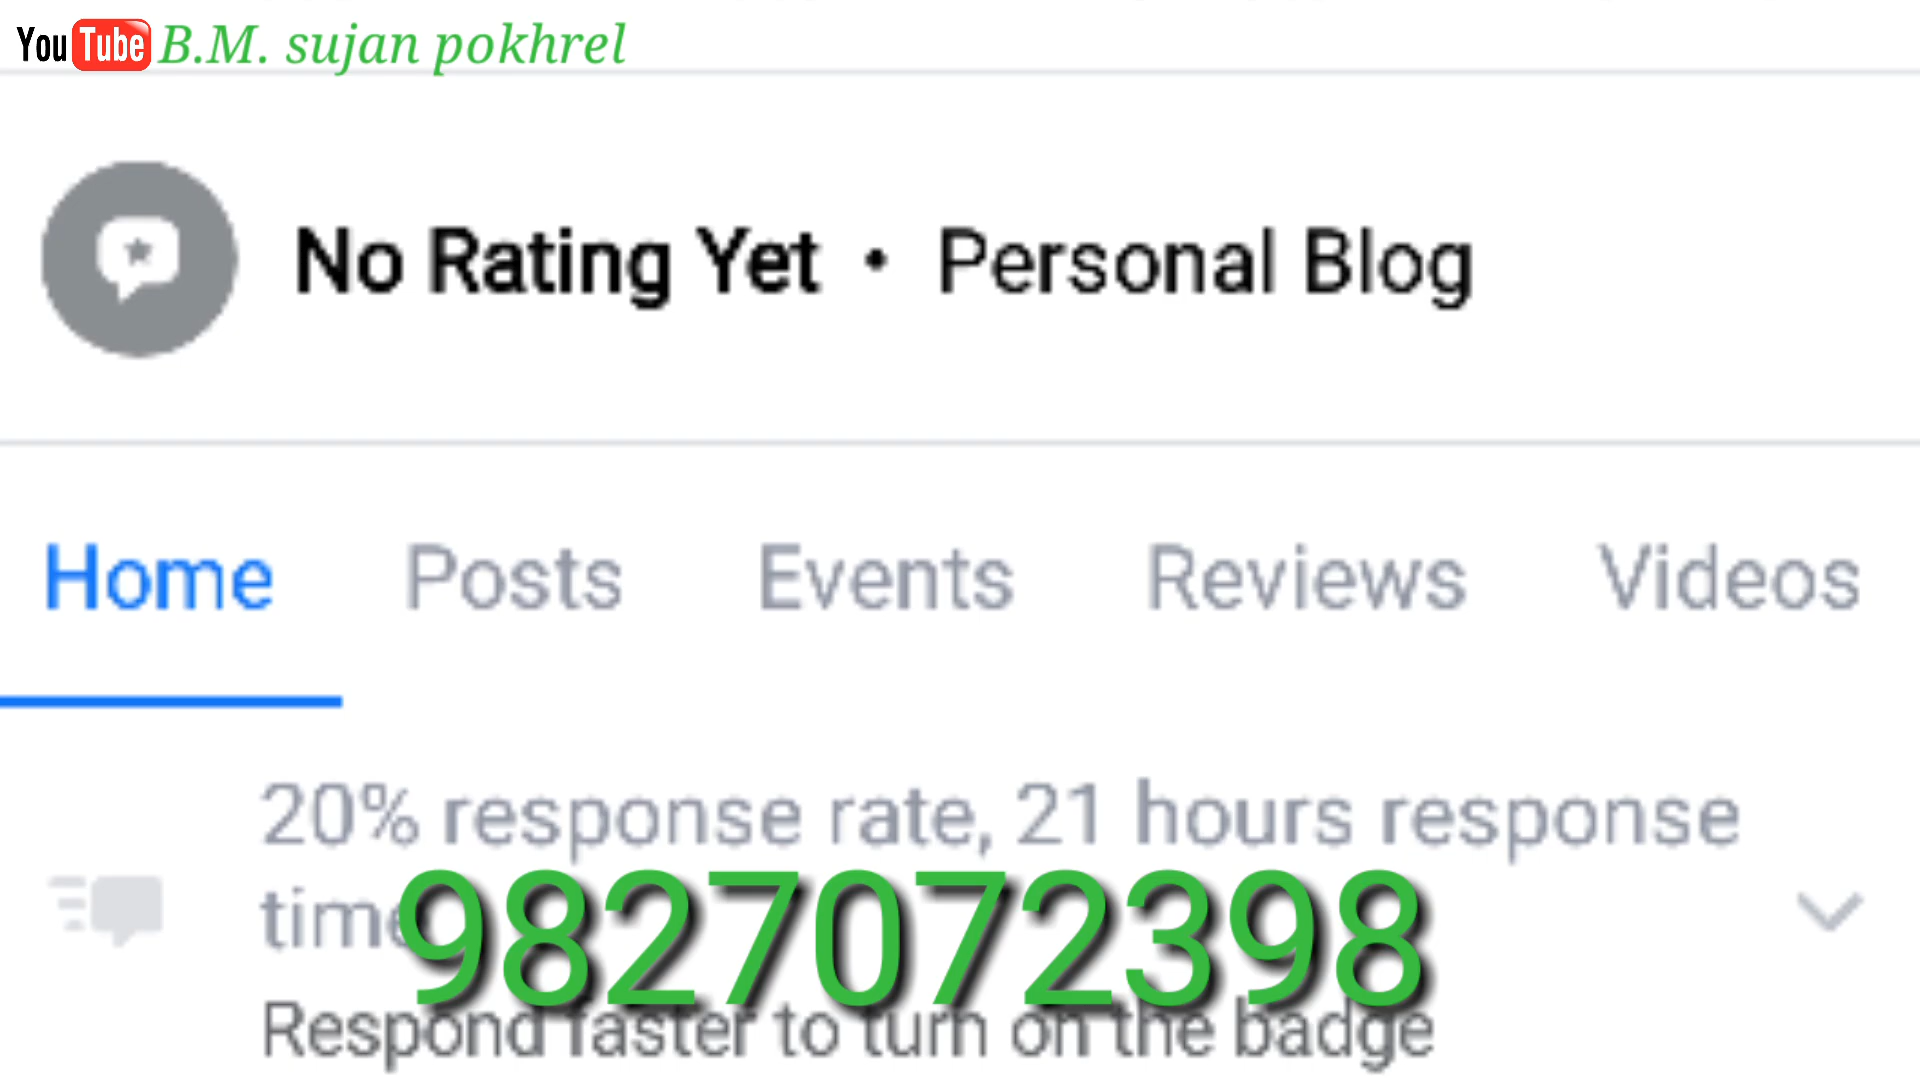 YouTube B.M. sujan pokhrel
No Rating Yet • Personal Blog
Home Posts Events Reviews Videos
20% response rate, 21 hours response
time
9827072398
Respond faster to turn on the badge